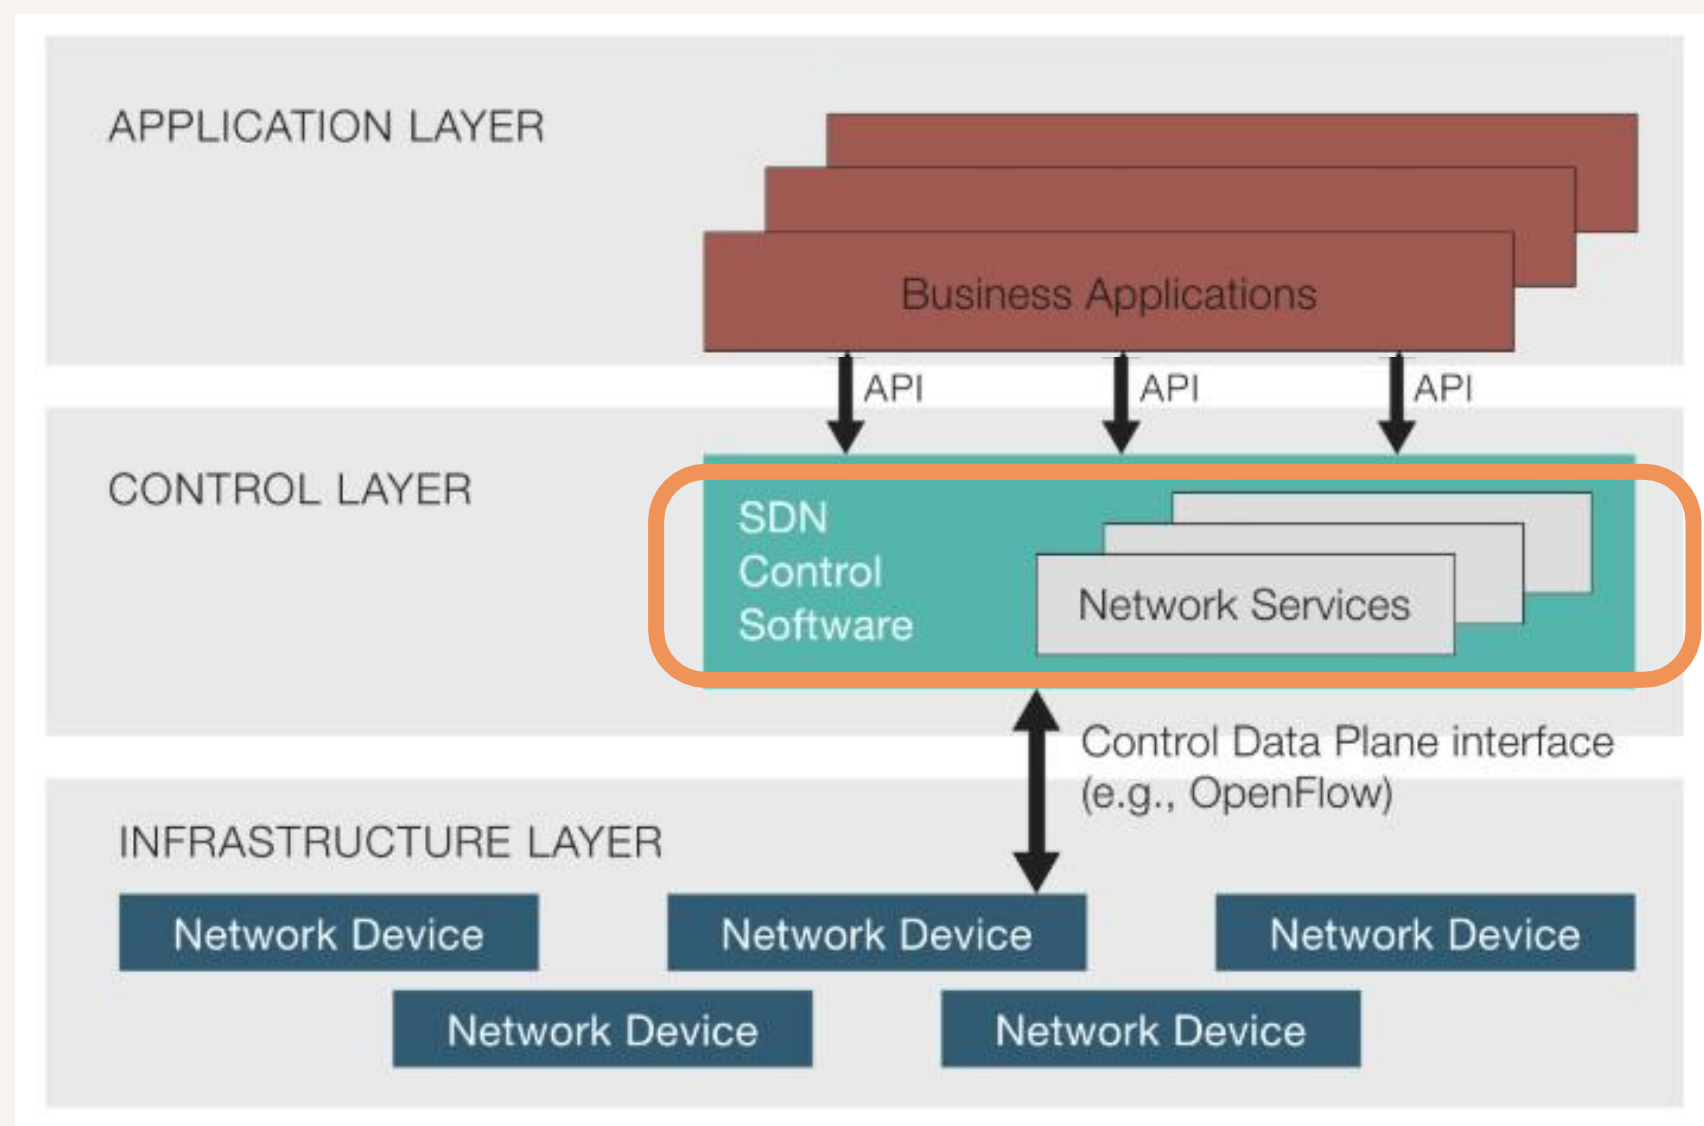 APPLICATION LAYER
Business Applications
API
API
API
CONTROL LAYER
SDN
Control
Software
Network Services
Control Data Plane interface
(e.g., OpenFlow)
INFRASTRUCTURE LAYER
Network Device
Network Device
Network Device
Network Device
Network Device